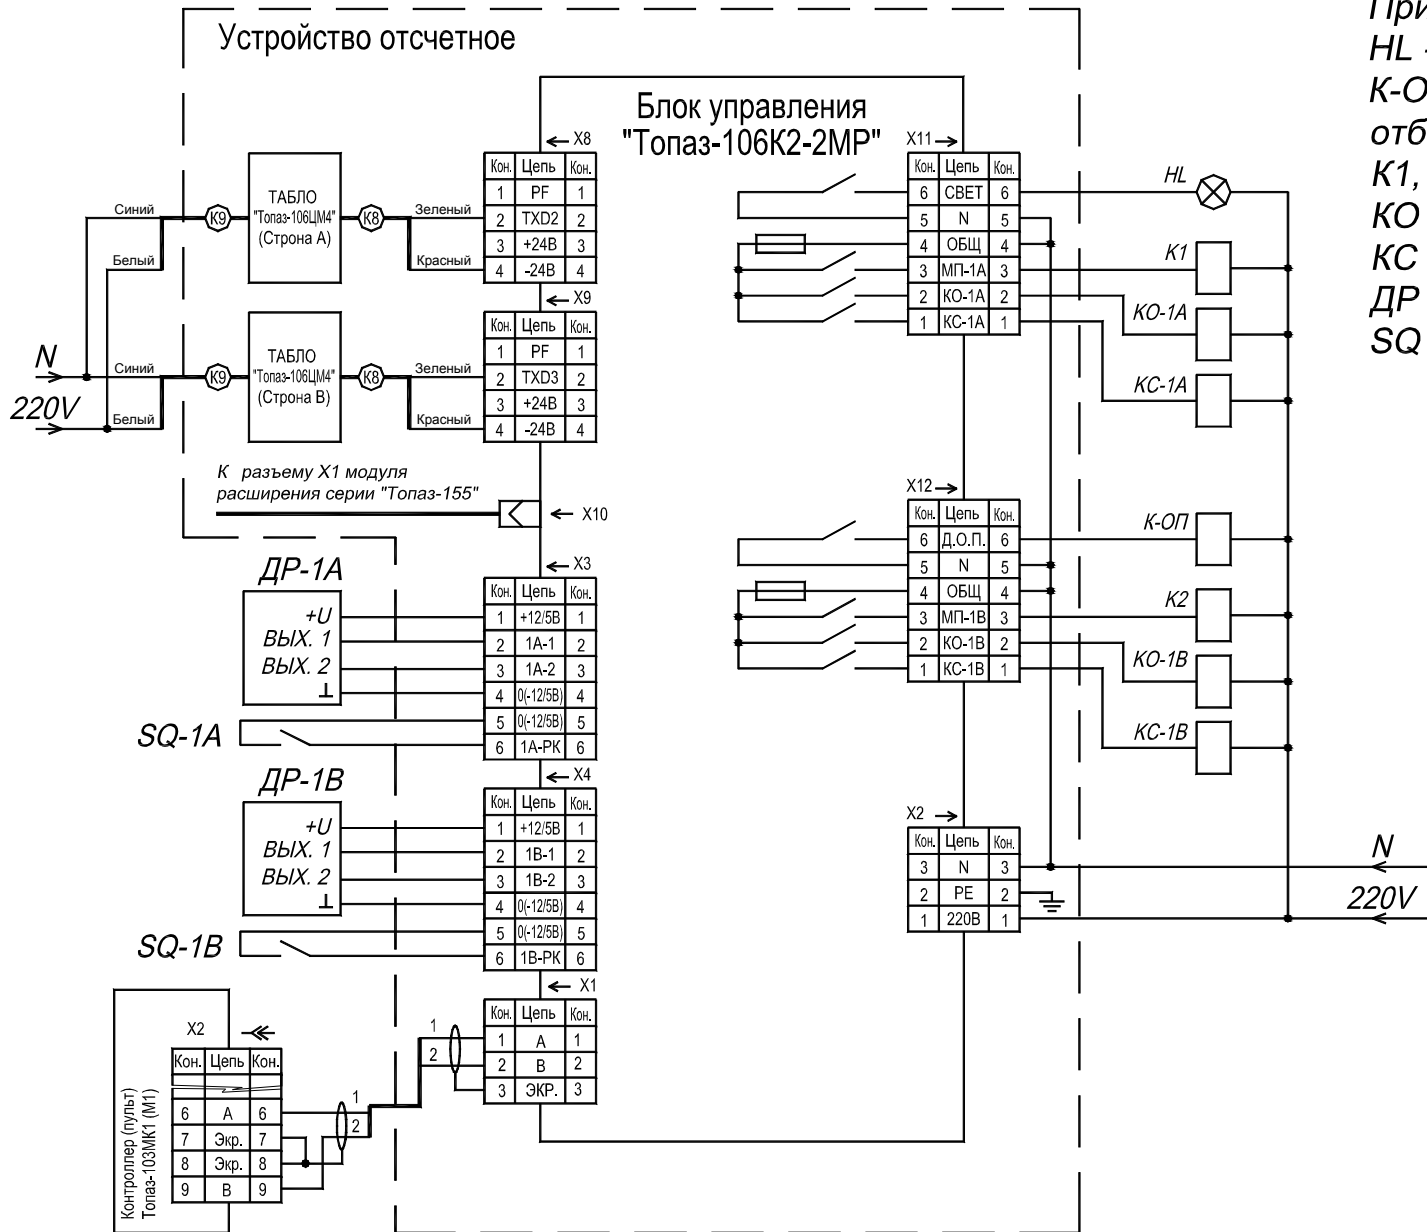 Устройство отсчетное
Блок управления
"Топаз-106К2-2МР"
ТАБЛО
"Топаз-106ЦМ4"
(Строна А)
К9
К8
Синий
Белый
Зеленый
Красный
X8
Кон. Цепь Кон.
1 PF 1
2 TXD2 2
3 +24В 3
4 -24В 4
N
220V
ТАБЛО
"Топаз-106ЦМ4"
(Строна В)
К9
К8
Синий
Белый
Зеленый
Красный
X9
Кон. Цепь Кон.
1 PF 1
2 TXD3 2
3 +24В 3
4 -24В 4
К разъему X1 модуля
расширения серии "Топаз-155"
X10
ДР-1А
+U
ВЫХ. 1
ВЫХ. 2
SQ-1A
X3
Кон. Цепь Кон.
1 +12/5В 1
2 1А-1 2
3 1А-2 3
4 0(-12/5В) 4
5 0(-12/5В) 5
6 1А-РК 6
ДР-1В
+U
ВЫХ. 1
ВЫХ. 2
SQ-1B
X4
Кон. Цепь Кон.
1 +12/5В 1
2 1В-1 2
3 1В-2 3
4 0(-12/5В) 4
5 0(-12/5В) 5
6 1В-РК 6
X1
Кон. Цепь Кон.
1 А 1
2 В 2
3 ЭКР. 3
1
2
1
2
Контроллер (пульт)
Топаз-103МК1 (М1)
X2
Кон. Цепь Кон.
6 А 6
7 Экр. 7
8 Экр. 8
9 В 9
X11
Кон. Цепь Кон.
6 СВЕТ 6
5 N 5
4 ОБЩ 4
3 МП-1А 3
2 КО-1А 2
1 КС-1А 1
HL
К1
КО-1А
КС-1А
X12
Кон. Цепь Кон.
6 Д.О.П. 6
5 N 5
4 ОБЩ 4
3 МП-1В 3
2 КО-1В 2
1 КС-1В 1
К-ОП
К2
КО-1В
КС-1В
X2
Кон. Цепь Кон.
3 N 3
2 PE 2
1 220В 1
N
220V
При
HL -
К-О
отб
К1,
КО
КС
ДР
SQ